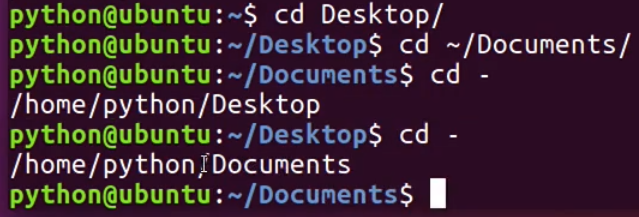 python@ubuntu:~$ cd Desktop/
python@ubuntu:~/Desktop$ cd ~/Documents/
python@ubuntu:~/Documents$ cd -
/home/python/Desktop
python@ubuntu:~/Desktop$ cd -
/home/python/Documents
python@ubuntu:~/Documents$